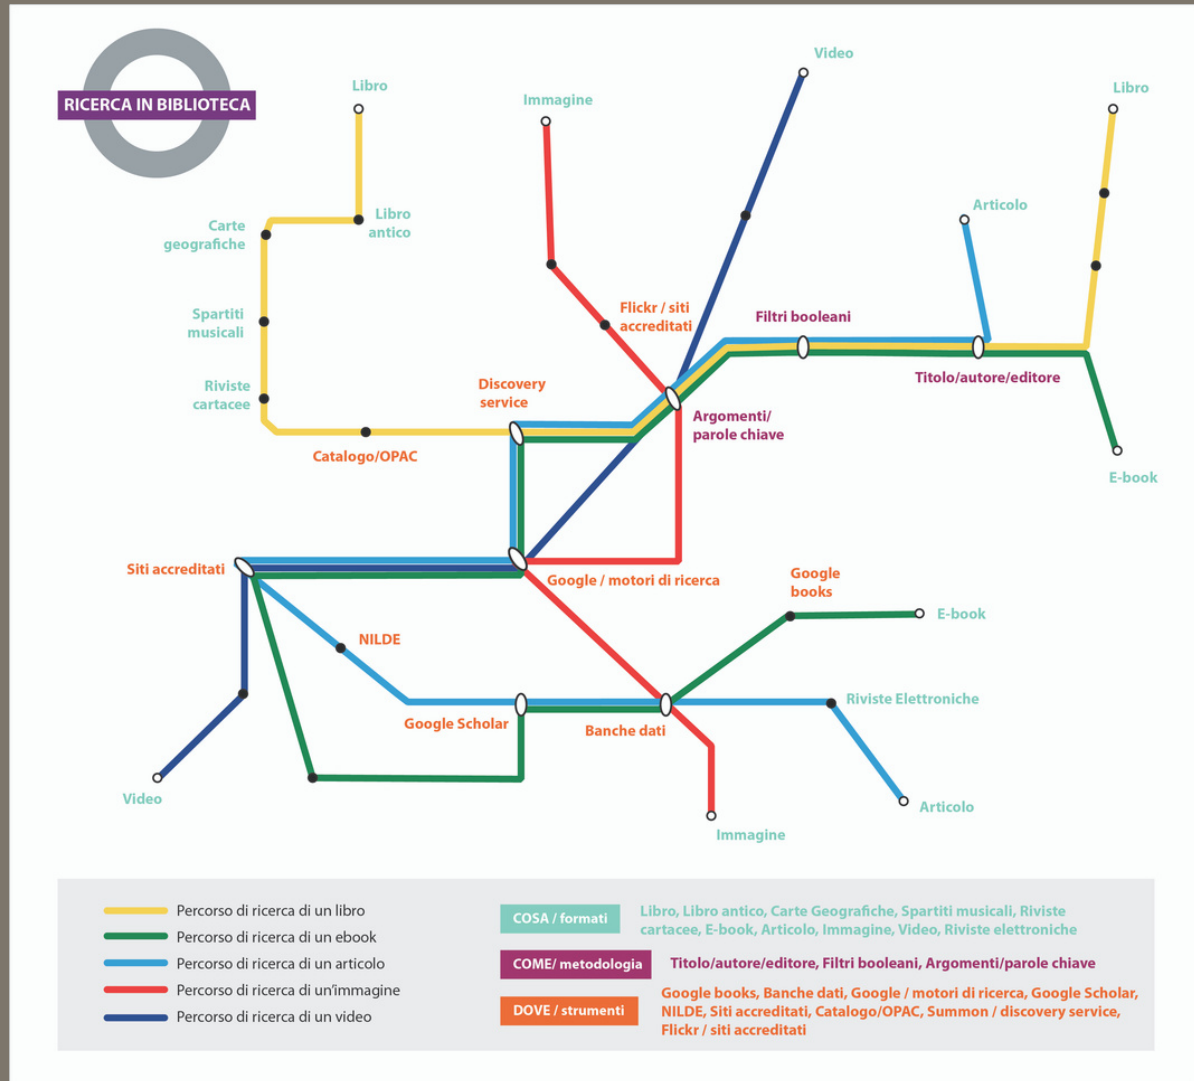 RICERCA IN BIBLIOTECA
Libro
Immagine
Video
Libro
Libro
antico
Carte
geografiche
Articolo
Spartiti
musicali
Flickr / siti
accreditati
Filtri booleani
Riviste
cartacee
Discovery
service
Titolo/autore/editore
Argomenti/
parole chiave
Catalogo/OPAC
E-book
Siti accreditati
Google / motori di ricerca
Google
books
E-book
NILDE
Google Scholar
Banche dati
Riviste Elettroniche
Video
Immagine
Articolo
Percorso di ricerca di un libro
Percorso di ricerca di un ebook
Percorso di ricerca di un articolo
Percorso di ricerca di un'immagine
Percorso di ricerca di un video
COSA / formati
Libro, Libro antico, Carte Geografiche, Spartiti musicali, Riviste
cartacee, E-book, Articolo, Immagine, Video, Riviste elettroniche
COME/ metodologia
Titolo/autore/editore, Filtri booleani, Argomenti/parole chiave
DOVE / strumenti
Google books, Banche dati, Google / motori di ricerca, Google Scholar,
NILDE, Siti accreditati, Catalogo/OPAC, Summon / discovery service,
Flickr / siti accreditati